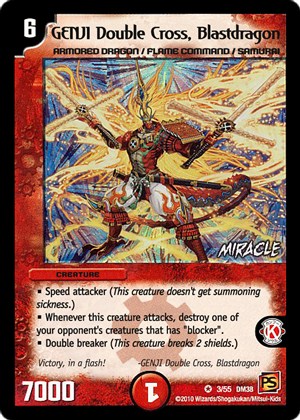 6
GENJI Double Cross, Blastdragon
ARMORED DRAGON / FLAME COMMAND / SAMURAI
MIRACLE
CREATURE
▪ Speed attacker (This creature doesn't get summoning
sickness.)
▪ Whenever this creature attacks, destroy one of
your opponent's creatures that has "blocker".
▪ Double breaker (This creature breaks 2 shields.)
Victory, in a flash! -GENJI Double Cross, Blastdragon
K
7000
1
✪ 3/55 DM38
PS
©2010 Wizards/Shogakukan/Mitsui-Kids